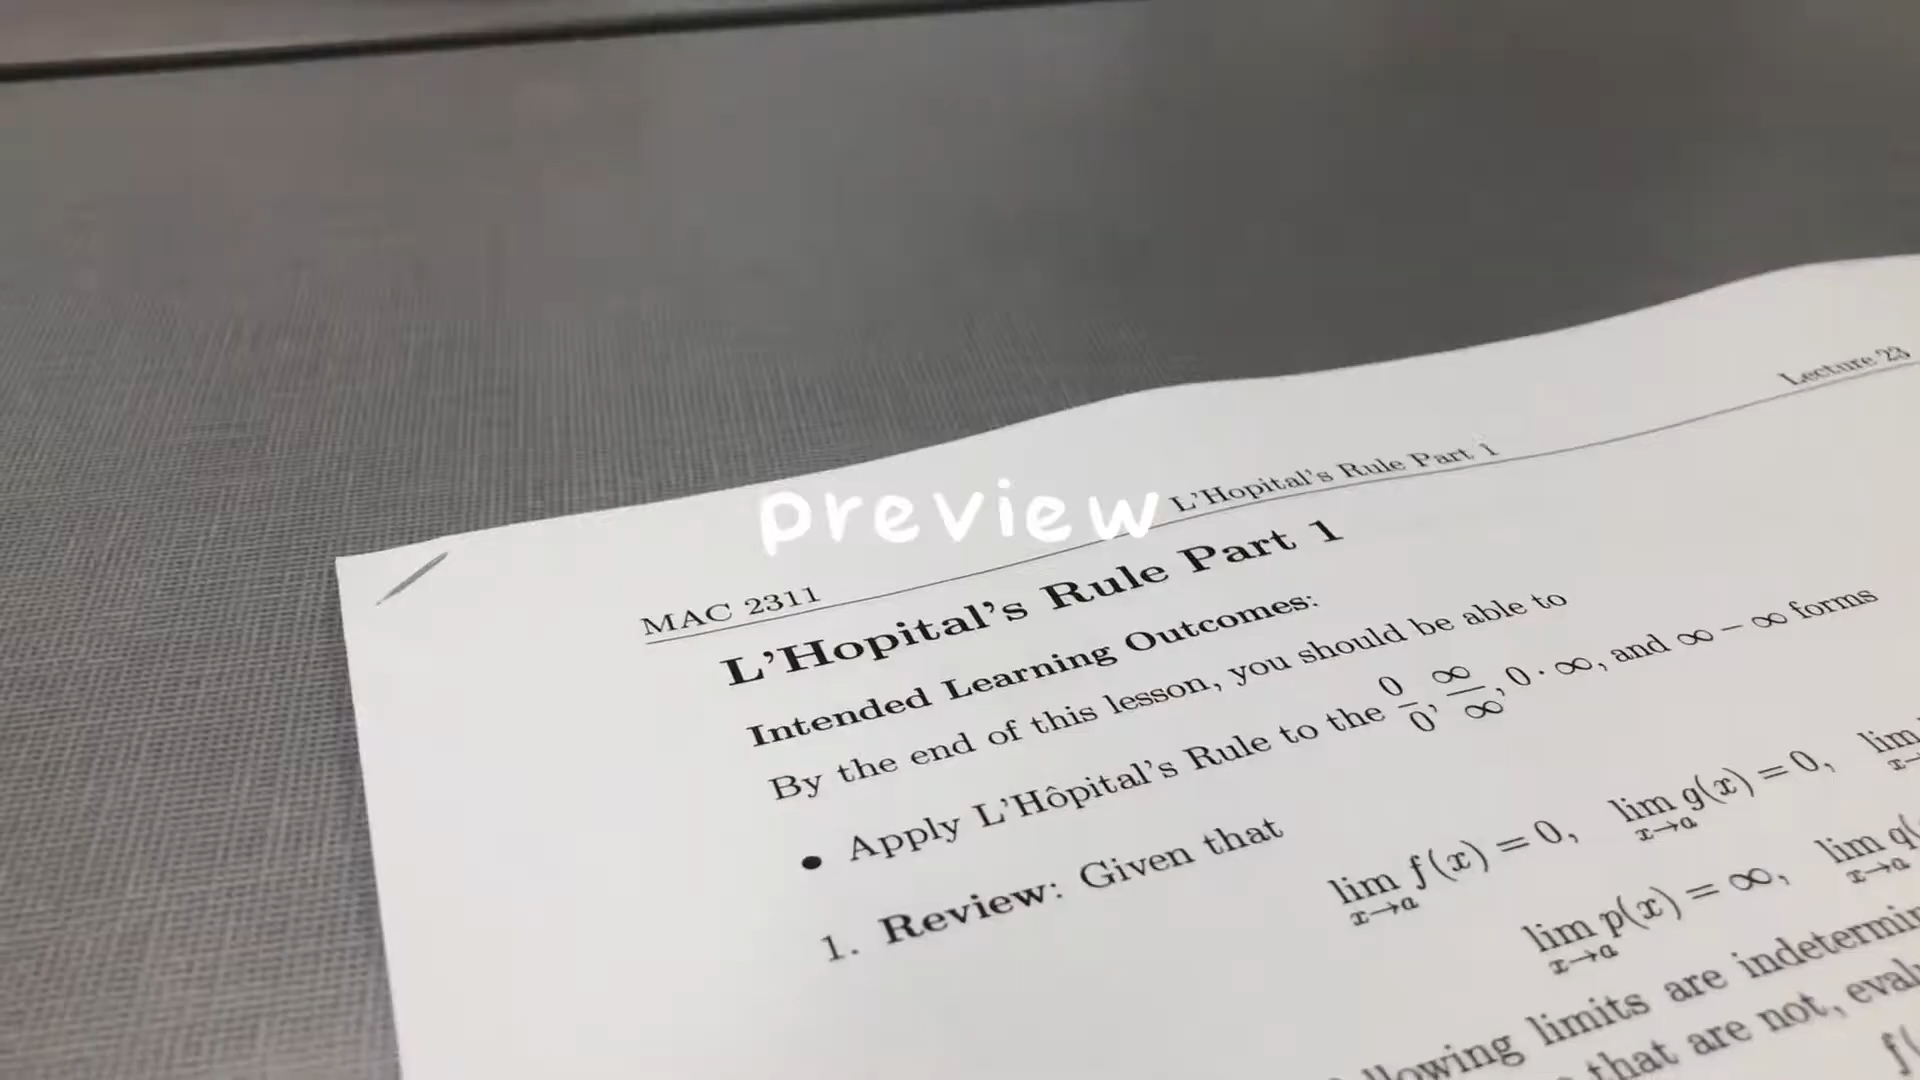 MAC 2311 L'Hopital's Rule Part 1 Lecture 23
preview
L'Hopital's Rule Part 1
Intended Learning Outcomes:
By the end of this lesson, you should be able to
• Apply L'Hôpital's Rule to the 0/0, ∞/∞, 0 · ∞, and ∞ − ∞ forms
1. Review: Given that
lim x→a f(x) = 0, lim x→a g(x) = 0, lim
lim x→a p(x) = ∞, lim x→a q(
limits are
that are not,
f(